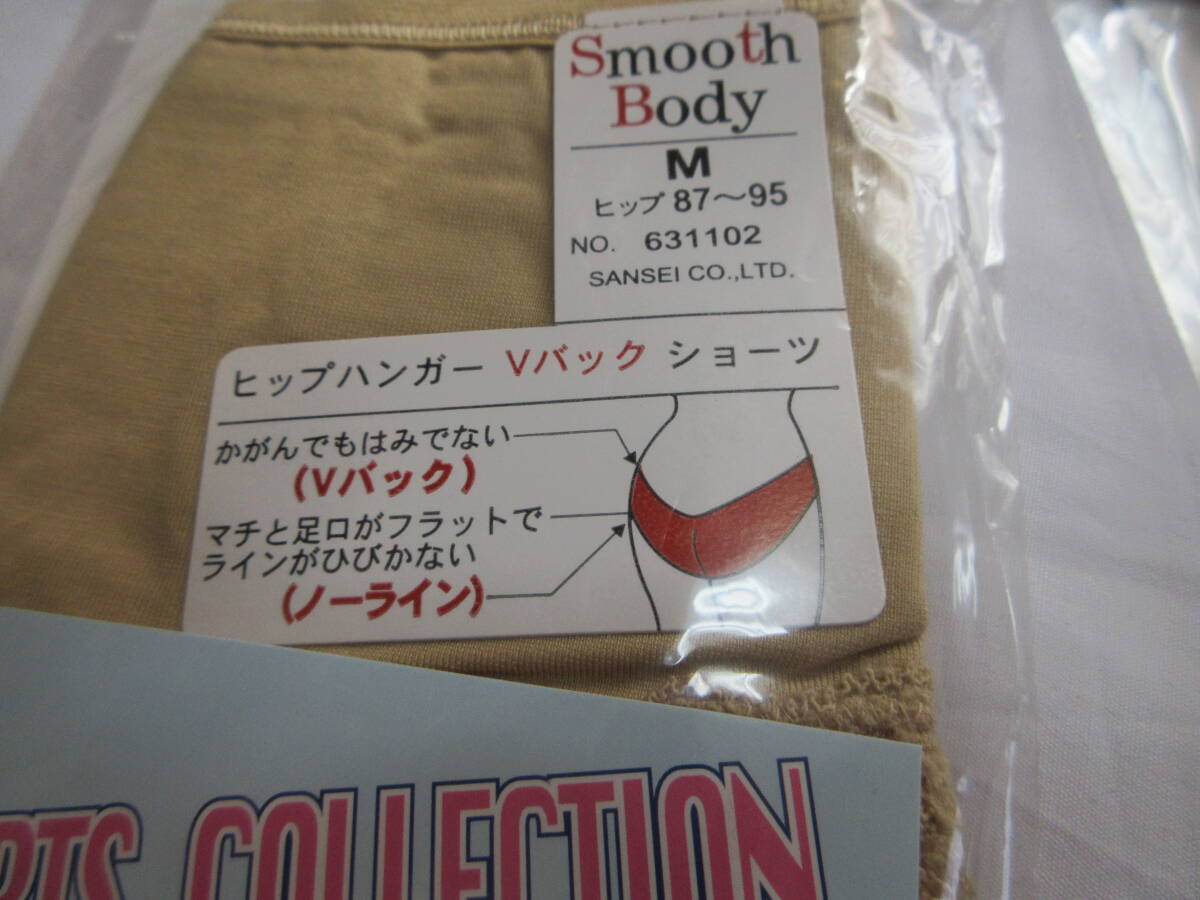 Smooth
Body
M
ヒップ 87〜95
NO. 631102
SANSEI CO.,LTD.
ヒップハンガー Vバック ショーツ
かがんでもはみでない
(Vバック)
マチと足口がフラットで
ラインがひびかない
(ノーライン)
COLLECTION